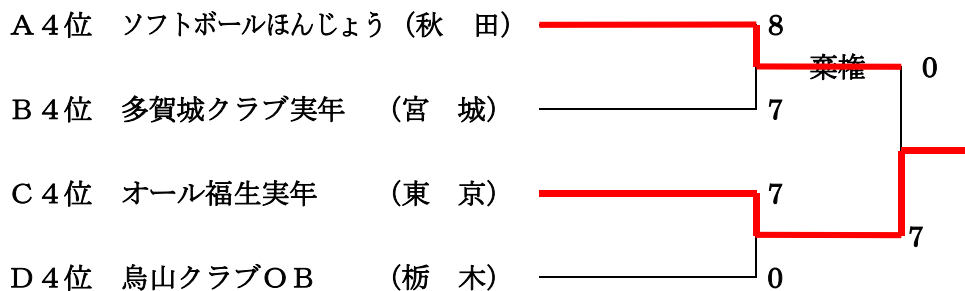 A4位 ソフトボールほんじょう (秋 田) 8
棄権 0
B4位 多賀城クラブ実年 (宮 城) 7
C4位 オール福生実年 (東 京) 7
7
D4位 烏山クラブOB (栃 木) 0